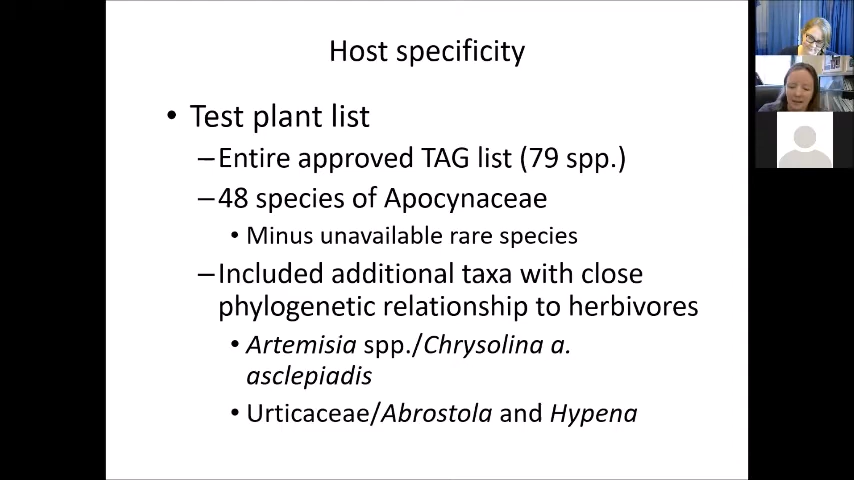 Host specificity
• Test plant list
–Entire approved TAG list (79 spp.)
–48 species of Apocynaceae
• Minus unavailable rare species
–Included additional taxa with close
phylogenetic relationship to herbivores
• Artemisia spp./Chrysolina a.
asclepiadis
• Urticaceae/Abrostola and Hypena